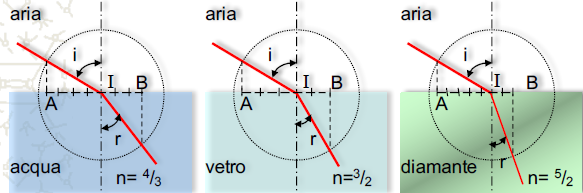 aria
i
I
A
B
r
acqua
n= 4/3
aria
i
I
A
B
r
vetro
n=3/2
aria
i
I
A
B
r
diamante
n= 5/2